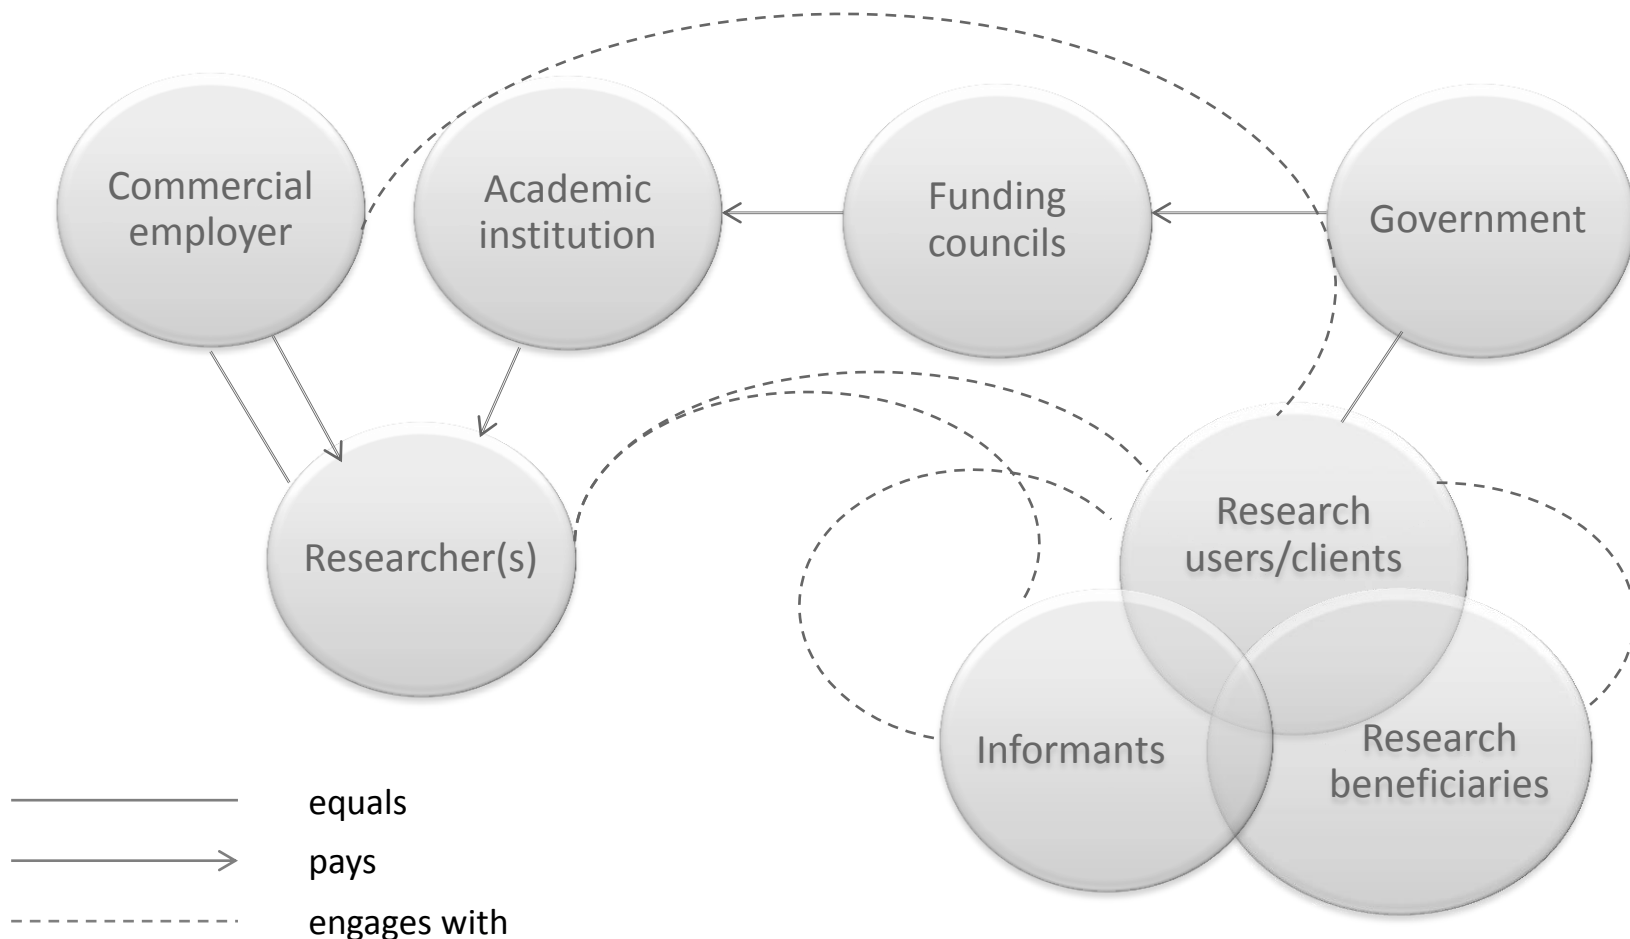 Commercial
employer
Academic
institution
Funding
councils
Government
Researcher(s)
Research
users/clients
Informants
Research
beneficiaries
equals
pays
engages with